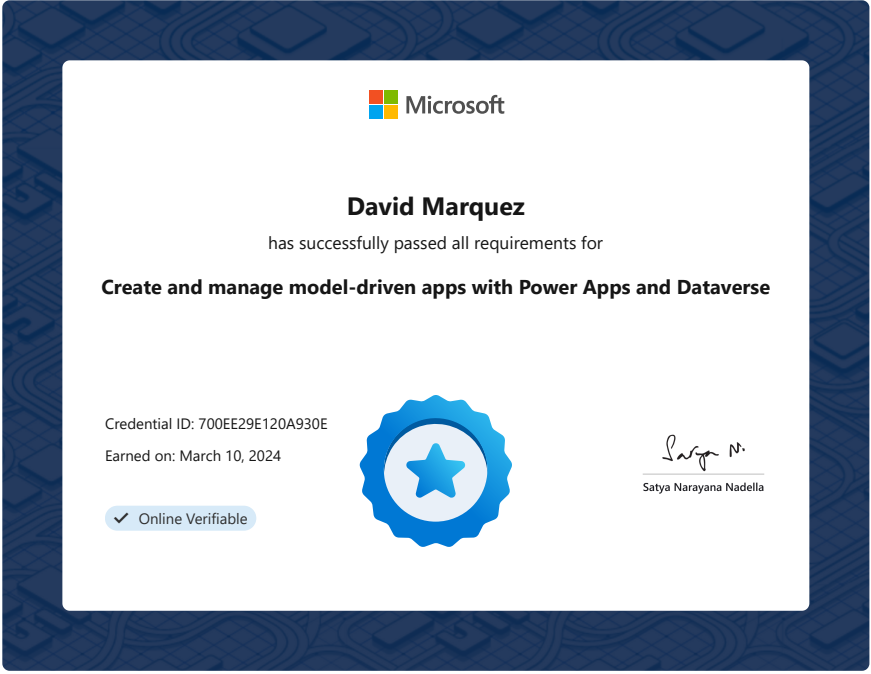 Microsoft
David Marquez
has successfully passed all requirements for
Create and manage model-driven apps with Power Apps and Dataverse
Credential ID: 700EE29E120A930E
Earned on: March 10, 2024
Online Verifiable
Satya N.
Satya Narayana Nadella